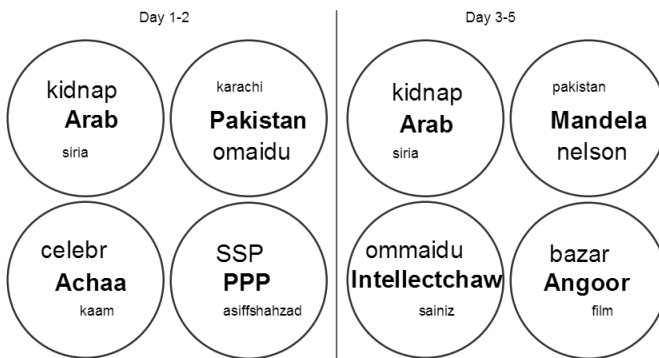 Day 1-2
kidnap
Arab
siria
karachi
Pakistan
omaidu
celebr
Achaa
kaam
SSP
PPP
asiffshahzad
Day 3-5
kidnap
Arab
siria
pakistan
Mandela
nelson
ommaidu
Intellectchaw
sainiz
bazar
Angoor
film